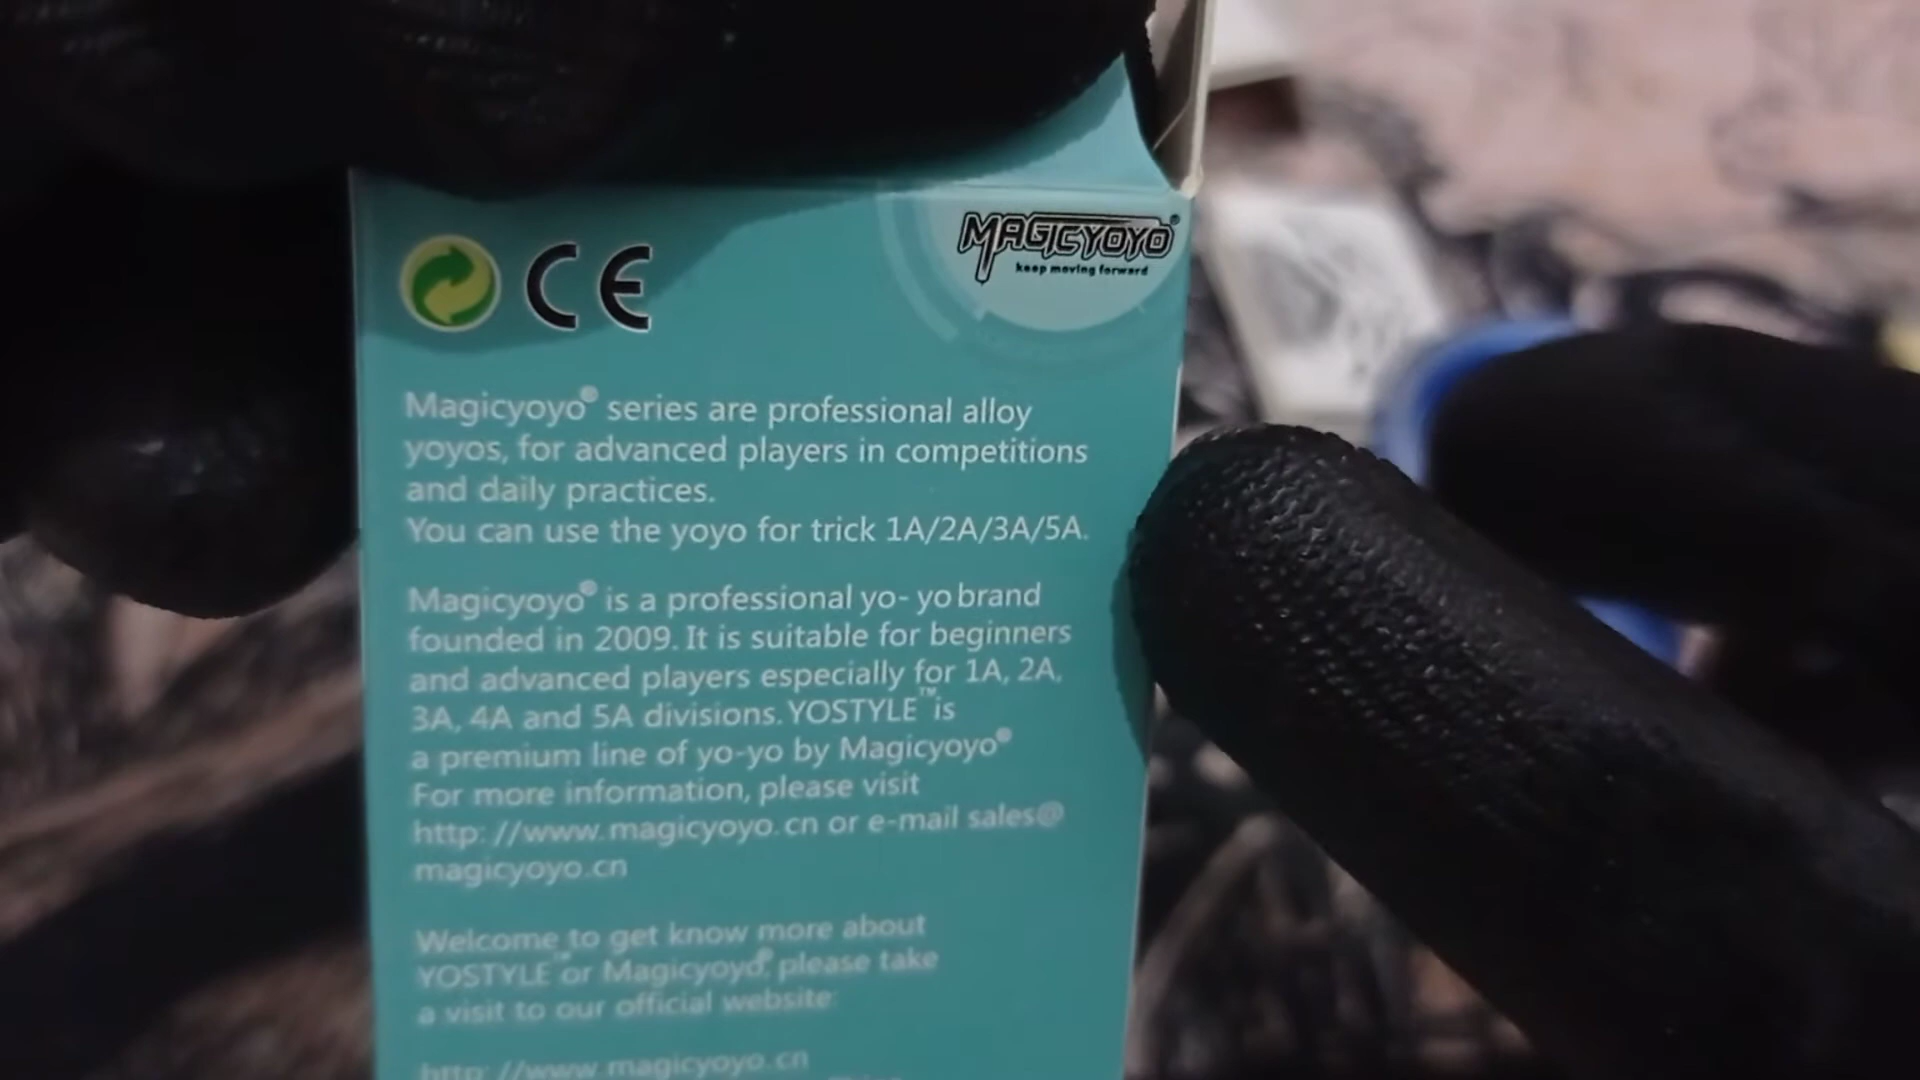 CE
MAGICYOYO®
keep moving forward
Magicyoyo® series are professional alloy
yoyos, for advanced players in competitions
and daily practices.
You can use the yoyo for trick 1A/2A/3A/5A.
Magicyoyo® is a professional yo- yo brand
founded in 2009. It is suitable for beginners
and advanced players especially for 1A, 2A,
3A, 4A and 5A divisions. YOSTYLE™ is
a premium line of yo-yo by Magicyoyo®
For more information, please visit
http: //www.magicyoyo.cn or e-mail sales@
magicyoyo.cn
Welcome to get know more about
YOSTYLE™ or Magicyoyo®, please take
a visit to our official website:
http: //www.magicyoyo.cn